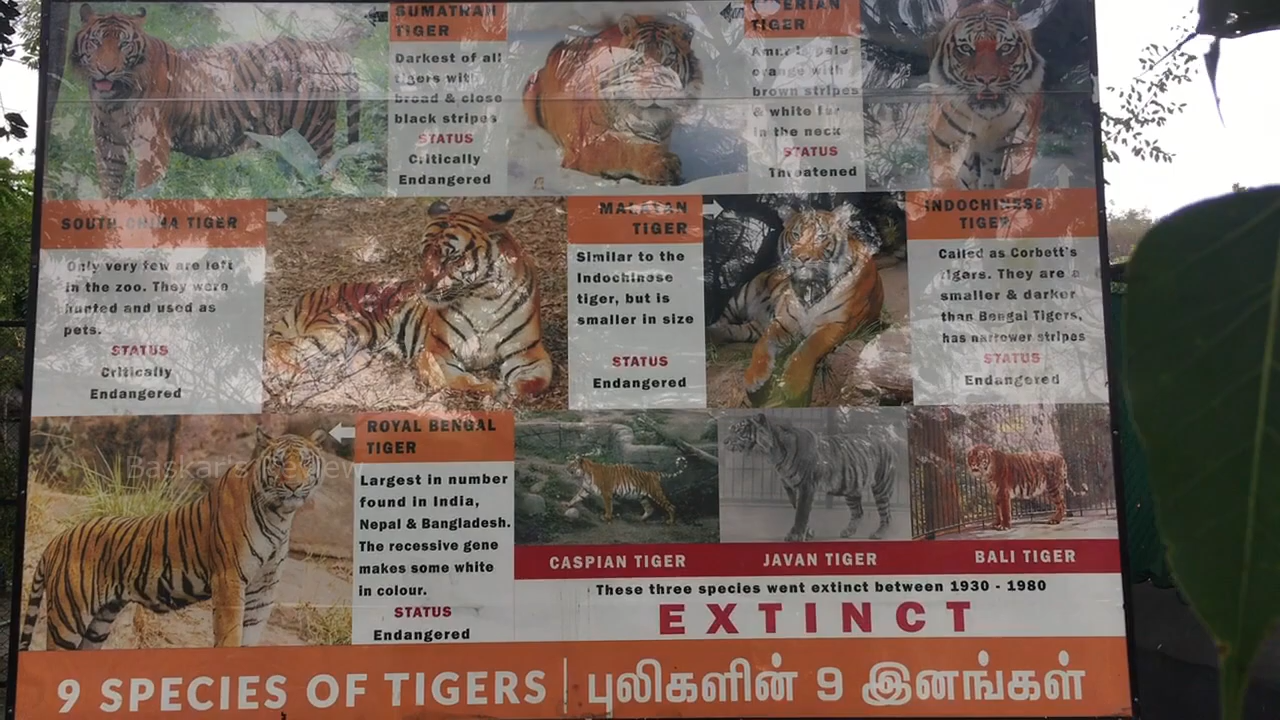 SUMATRAN
TIGER
Darkest of all
tigers with
broad & close
black stripes
STATUS
Critically
Endangered
TIGER
pale
orange with
brown stripes
& white fur
in the neck
STATUS
Threatened
SOUTH CHINA TIGER
Only very few are left
in the zoo. They were
hunted and used as
pets.
STATUS
Critically
Endangered
MALAYAN
TIGER
Similar to the
Indochinese
tiger, but is
smaller in size
STATUS
Endangered
INDOCHINESE
TIGER
Called as Corbett's
tigars. They are a
smaller & darker
than Bengal Tigers,
has narrower stripes
STATUS
Endangered
ROYAL BENGAL
TIGER
Largest in number
found in India,
Nepal & Bangladesh.
The recessive gene
makes some white
in colour.
STATUS
Endangered
CASPIAN TIGER
JAVAN TIGER
BALI TIGER
These three species went extinct between 1930 - 1980
EXTINCT
9 SPECIES OF TIGERS | புலிகளின் 9 இனங்கள்
Baskar's Review